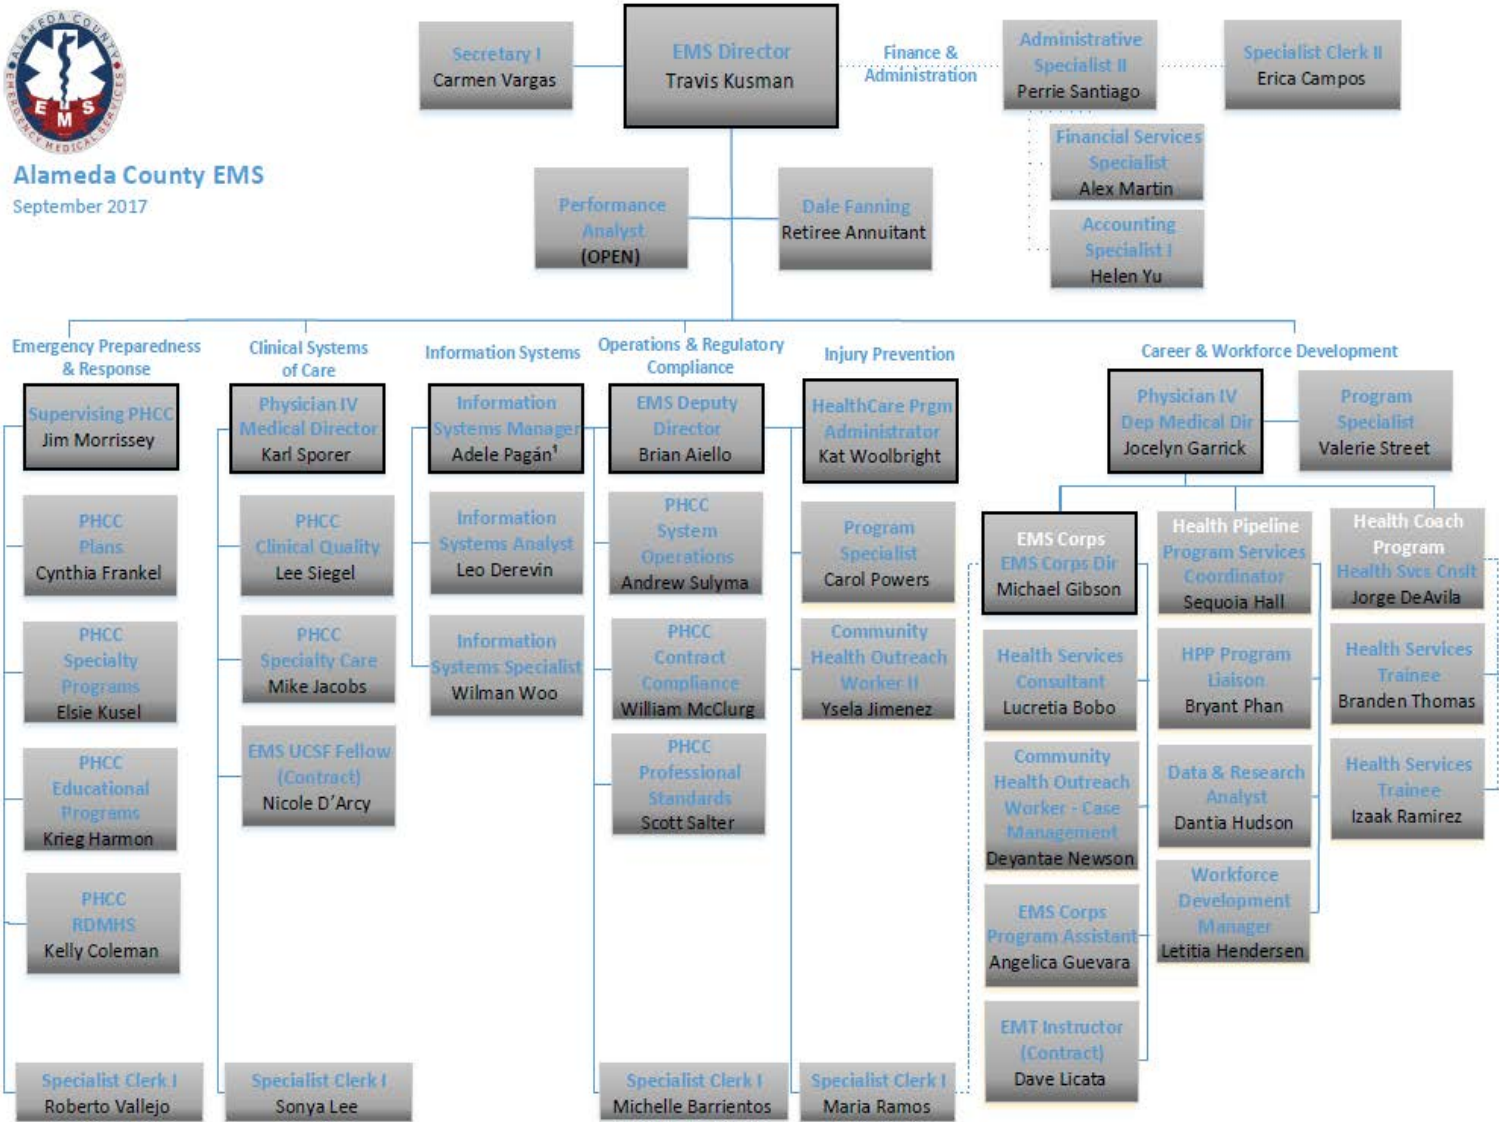 ALAMEDA COUNTY
EMERGENCY MEDICAL SERVICES
EMS
Alameda County EMS
September 2017
Secretary I
Carmen Vargas
EMS Director
Travis Kusman
Finance &
Administration
Administrative
Specialist II
Perrie Santiago
Specialist Clerk II
Erica Campos
Financial Services
Specialist
Alex Martin
Accounting
Specialist I
Helen Yu
Performance
Analyst
(OPEN)
Dale Fanning
Retiree Annuitant
Emergency Preparedness
& Response
Supervising PHCC
Jim Morrissey
PHCC
Plans
Cynthia Frankel
PHCC
Specialty
Programs
Elsie Kusel
PHCC
Educational
Programs
Krieg Harmon
PHCC
RDMHS
Kelly Coleman
Specialist Clerk I
Roberto Vallejo
Clinical Systems
of Care
Physician IV
Medical Director
Karl Sporer
PHCC
Clinical Quality
Lee Siegel
PHCC
Specialty Care
Mike Jacobs
EMS UCSF Fellow
(Contract)
Nicole D'Arcy
Specialist Clerk I
Sonya Lee
Information Systems
Information
Systems Manager
Adele Pagán¹
Information
Systems Analyst
Leo Derevin
Information
Systems Specialist
Wilman Woo
Operations & Regulatory
Compliance
EMS Deputy
Director
Brian Aiello
PHCC
System
Operations
Andrew Sulyma
PHCC
Contract
Compliance
William McClurg
PHCC
Professional
Standards
Scott Salter
Specialist Clerk I
Michelle Barrientos
Injury Prevention
HealthCare Prgm
Administrator
Kat Woolbright
Program
Specialist
Carol Powers
Community
Health Outreach
Worker II
Ysela Jimenez
Specialist Clerk I
Maria Ramos
Career & Workforce Development
Physician IV
Dep Medical Dir
Jocelyn Garrick
Program
Specialist
Valerie Street
EMS Corps
EMS Corps Dir
Michael Gibson
Health Services
Consultant
Lucretia Bobo
Community
Health Outreach
Worker - Case
Management
Deyantae Newson
EMS Corps
Program Assistant
Angelica Guevara
EMT Instructor
(Contract)
Dave Licata
Health Pipeline
Program Services
Coordinator
Sequoia Hall
HPP Program
Liaison
Bryant Phan
Data & Research
Analyst
Dantia Hudson
Workforce
Development
Manager
Letitia Hendersen
Health Coach
Program
Health Svcs Cnslt
Jorge DeAvila
Health Services
Trainee
Branden Thomas
Health Services
Trainee
Izaak Ramirez